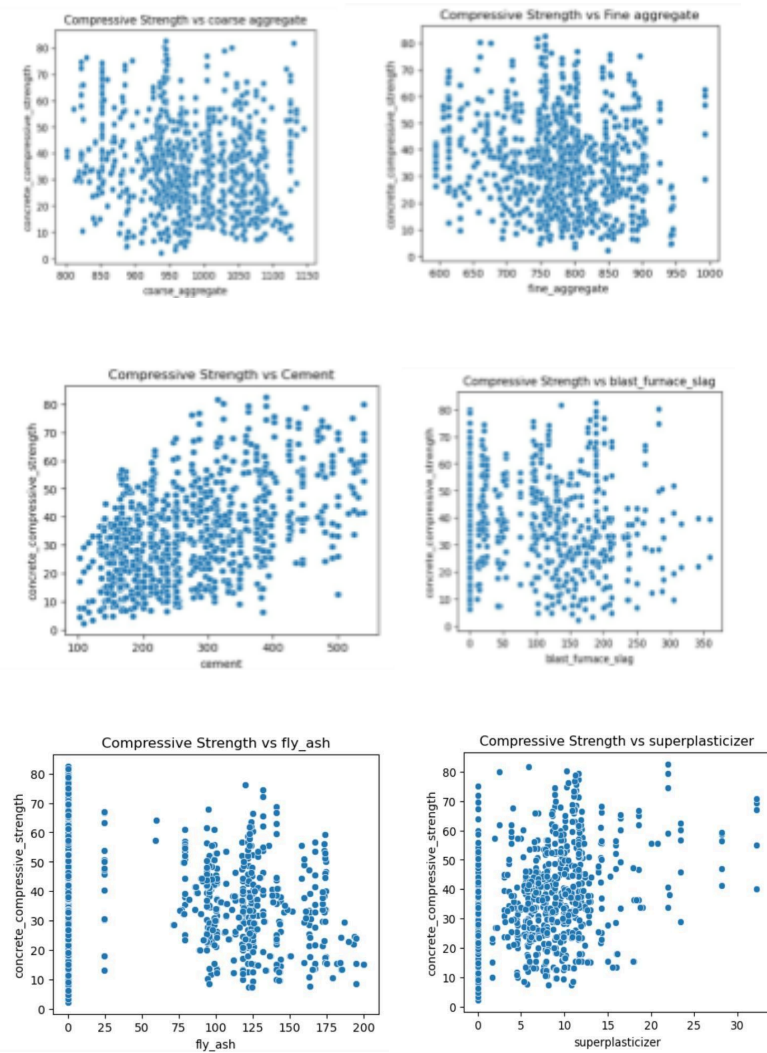 Compressive Strength vs coarse aggregate
concrete_compressive_strength
80
70
60
50
40
30
20
10
0
800 850 900 950 1000 1050 1100 1150
coarse_aggregate
Compressive Strength vs Fine aggregate
concrete_compressive_strength
80
70
60
50
40
30
20
10
0
600 650 700 750 800 850 900 950 1000
fine_aggregate
Compressive Strength vs Cement
concrete_compressive_strength
80
70
60
50
40
30
20
10
0
100 200 300 400 500
cement
Compressive Strength vs blast_furnace_slag
concrete_compressive_strength
80
70
60
50
40
30
20
10
0
0 50 100 150 200 250 300 350
blast_furnace_slag
Compressive Strength vs fly_ash
concrete_compressive_strength
80
70
60
50
40
30
20
10
0
0 25 50 75 100 125 150 175 200
fly_ash
Compressive Strength vs superplasticizer
concrete_compressive_strength
80
70
60
50
40
30
20
10
0
0 5 10 15 20 25 30
superplasticizer